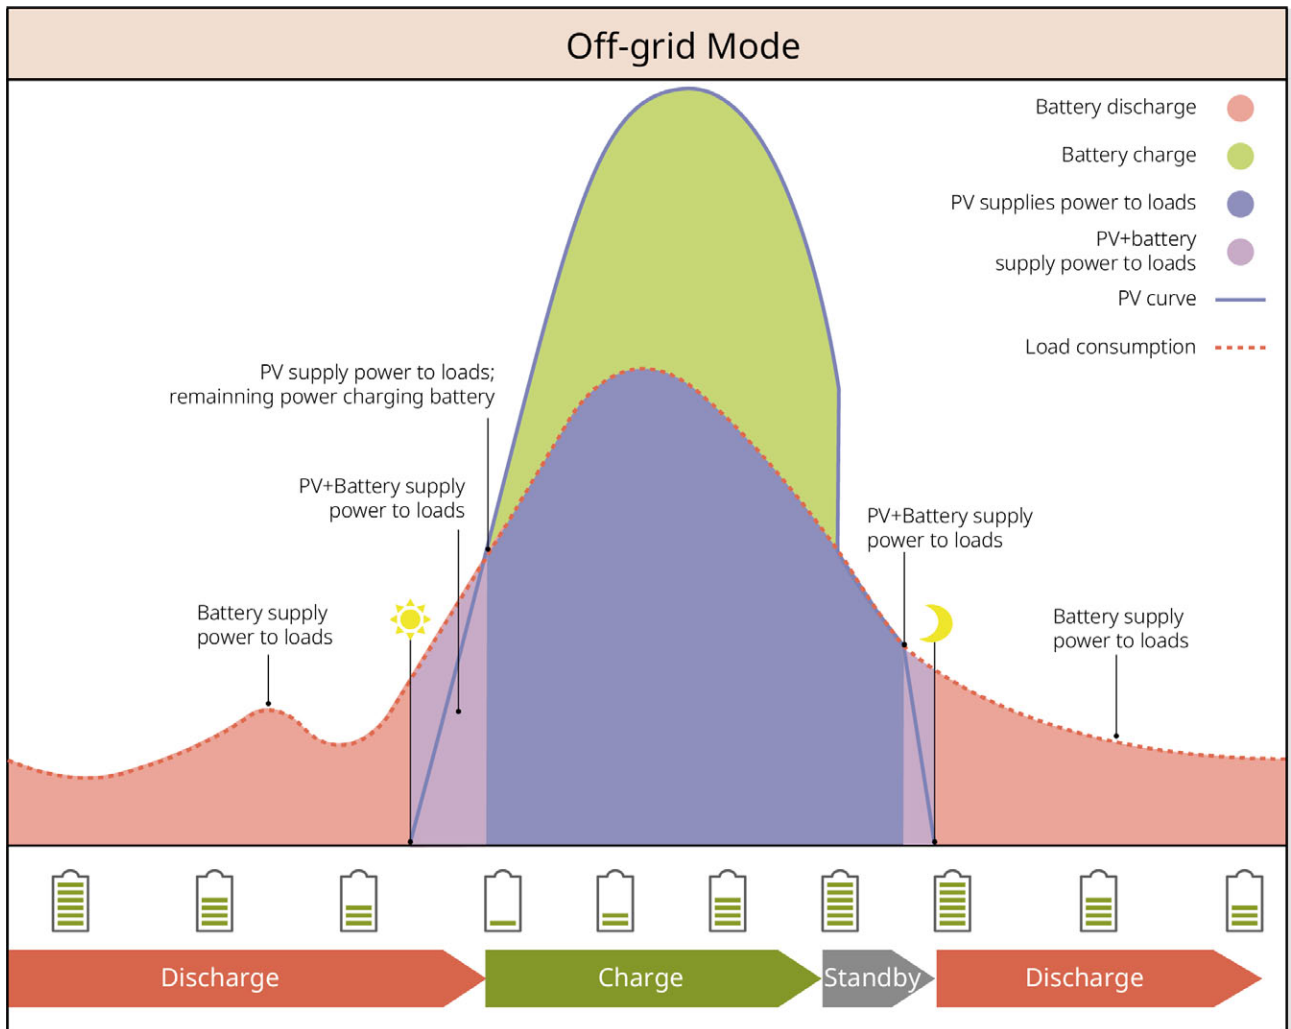 Off-grid Mode
Battery discharge
Battery charge
PV supplies power to loads
PV+battery
supply power to loads
PV curve
Load consumption
PV supply power to loads;
remainning power charging battery
PV+Battery supply
power to loads
PV+Battery supply
power to loads
Battery supply
power to loads
Battery supply
power to loads
Discharge
Charge
Standby
Discharge